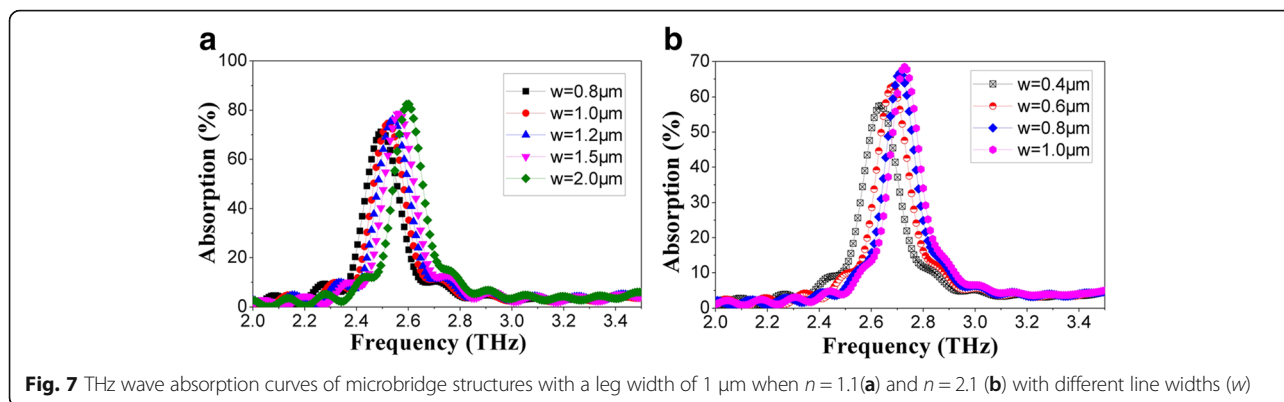 a
100
80
60
40
20
0
Absorption (%)
2.0 2.2 2.4 2.6 2.8 3.0 3.2 3.4
Frequency (THz)
w=0.8μm
w=1.0μm
w=1.2μm
w=1.5μm
w=2.0μm
b
70
60
50
40
30
20
10
0
Absorption (%)
2.0 2.2 2.4 2.6 2.8 3.0 3.2 3.4
Frequency (THz)
w=0.4μm
w=0.6μm
w=0.8μm
w=1.0μm
Fig. 7 THz wave absorption curves of microbridge structures with a leg width of 1 μm when n = 1.1(a) and n = 2.1 (b) with different line widths (w)